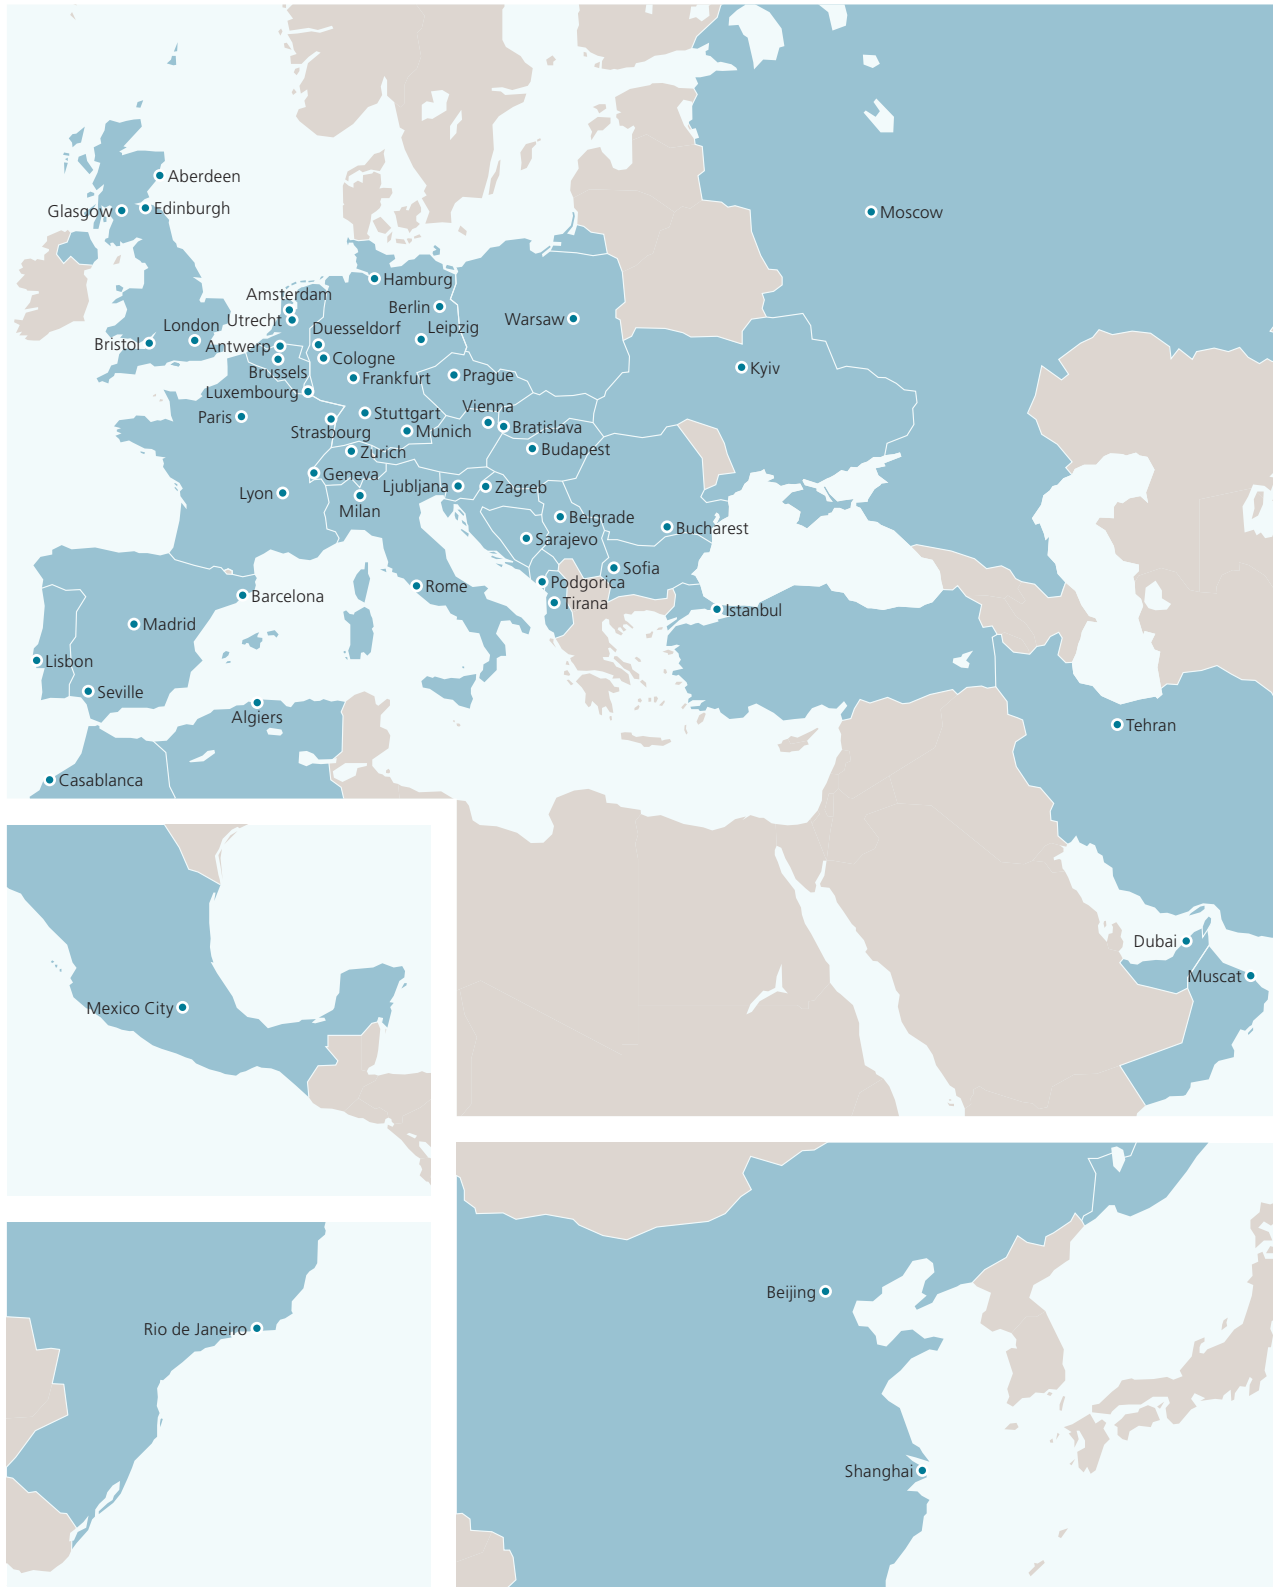 Aberdeen
Glasgow
Edinburgh
Moscow
Hamburg
Amsterdam
Berlin
Utrecht
Warsaw
London
Duesseldorf
Leipzig
Bristol
Antwerp
Cologne
Brussels
Kyiv
Frankfurt
Prague
Luxembourg
Vienna
Paris
Stuttgart
Strasbourg
Munich
Bratislava
Zurich
Budapest
Geneva
Ljubljana
Zagreb
Lyon
Milan
Belgrade
Bucharest
Sarajevo
Sofia
Podgorica
Rome
Barcelona
Tirana
Istanbul
Madrid
Lisbon
Seville
Algiers
Tehran
Casablanca
Dubai
Muscat
Mexico City
Beijing
Rio de Janeiro
Shanghai